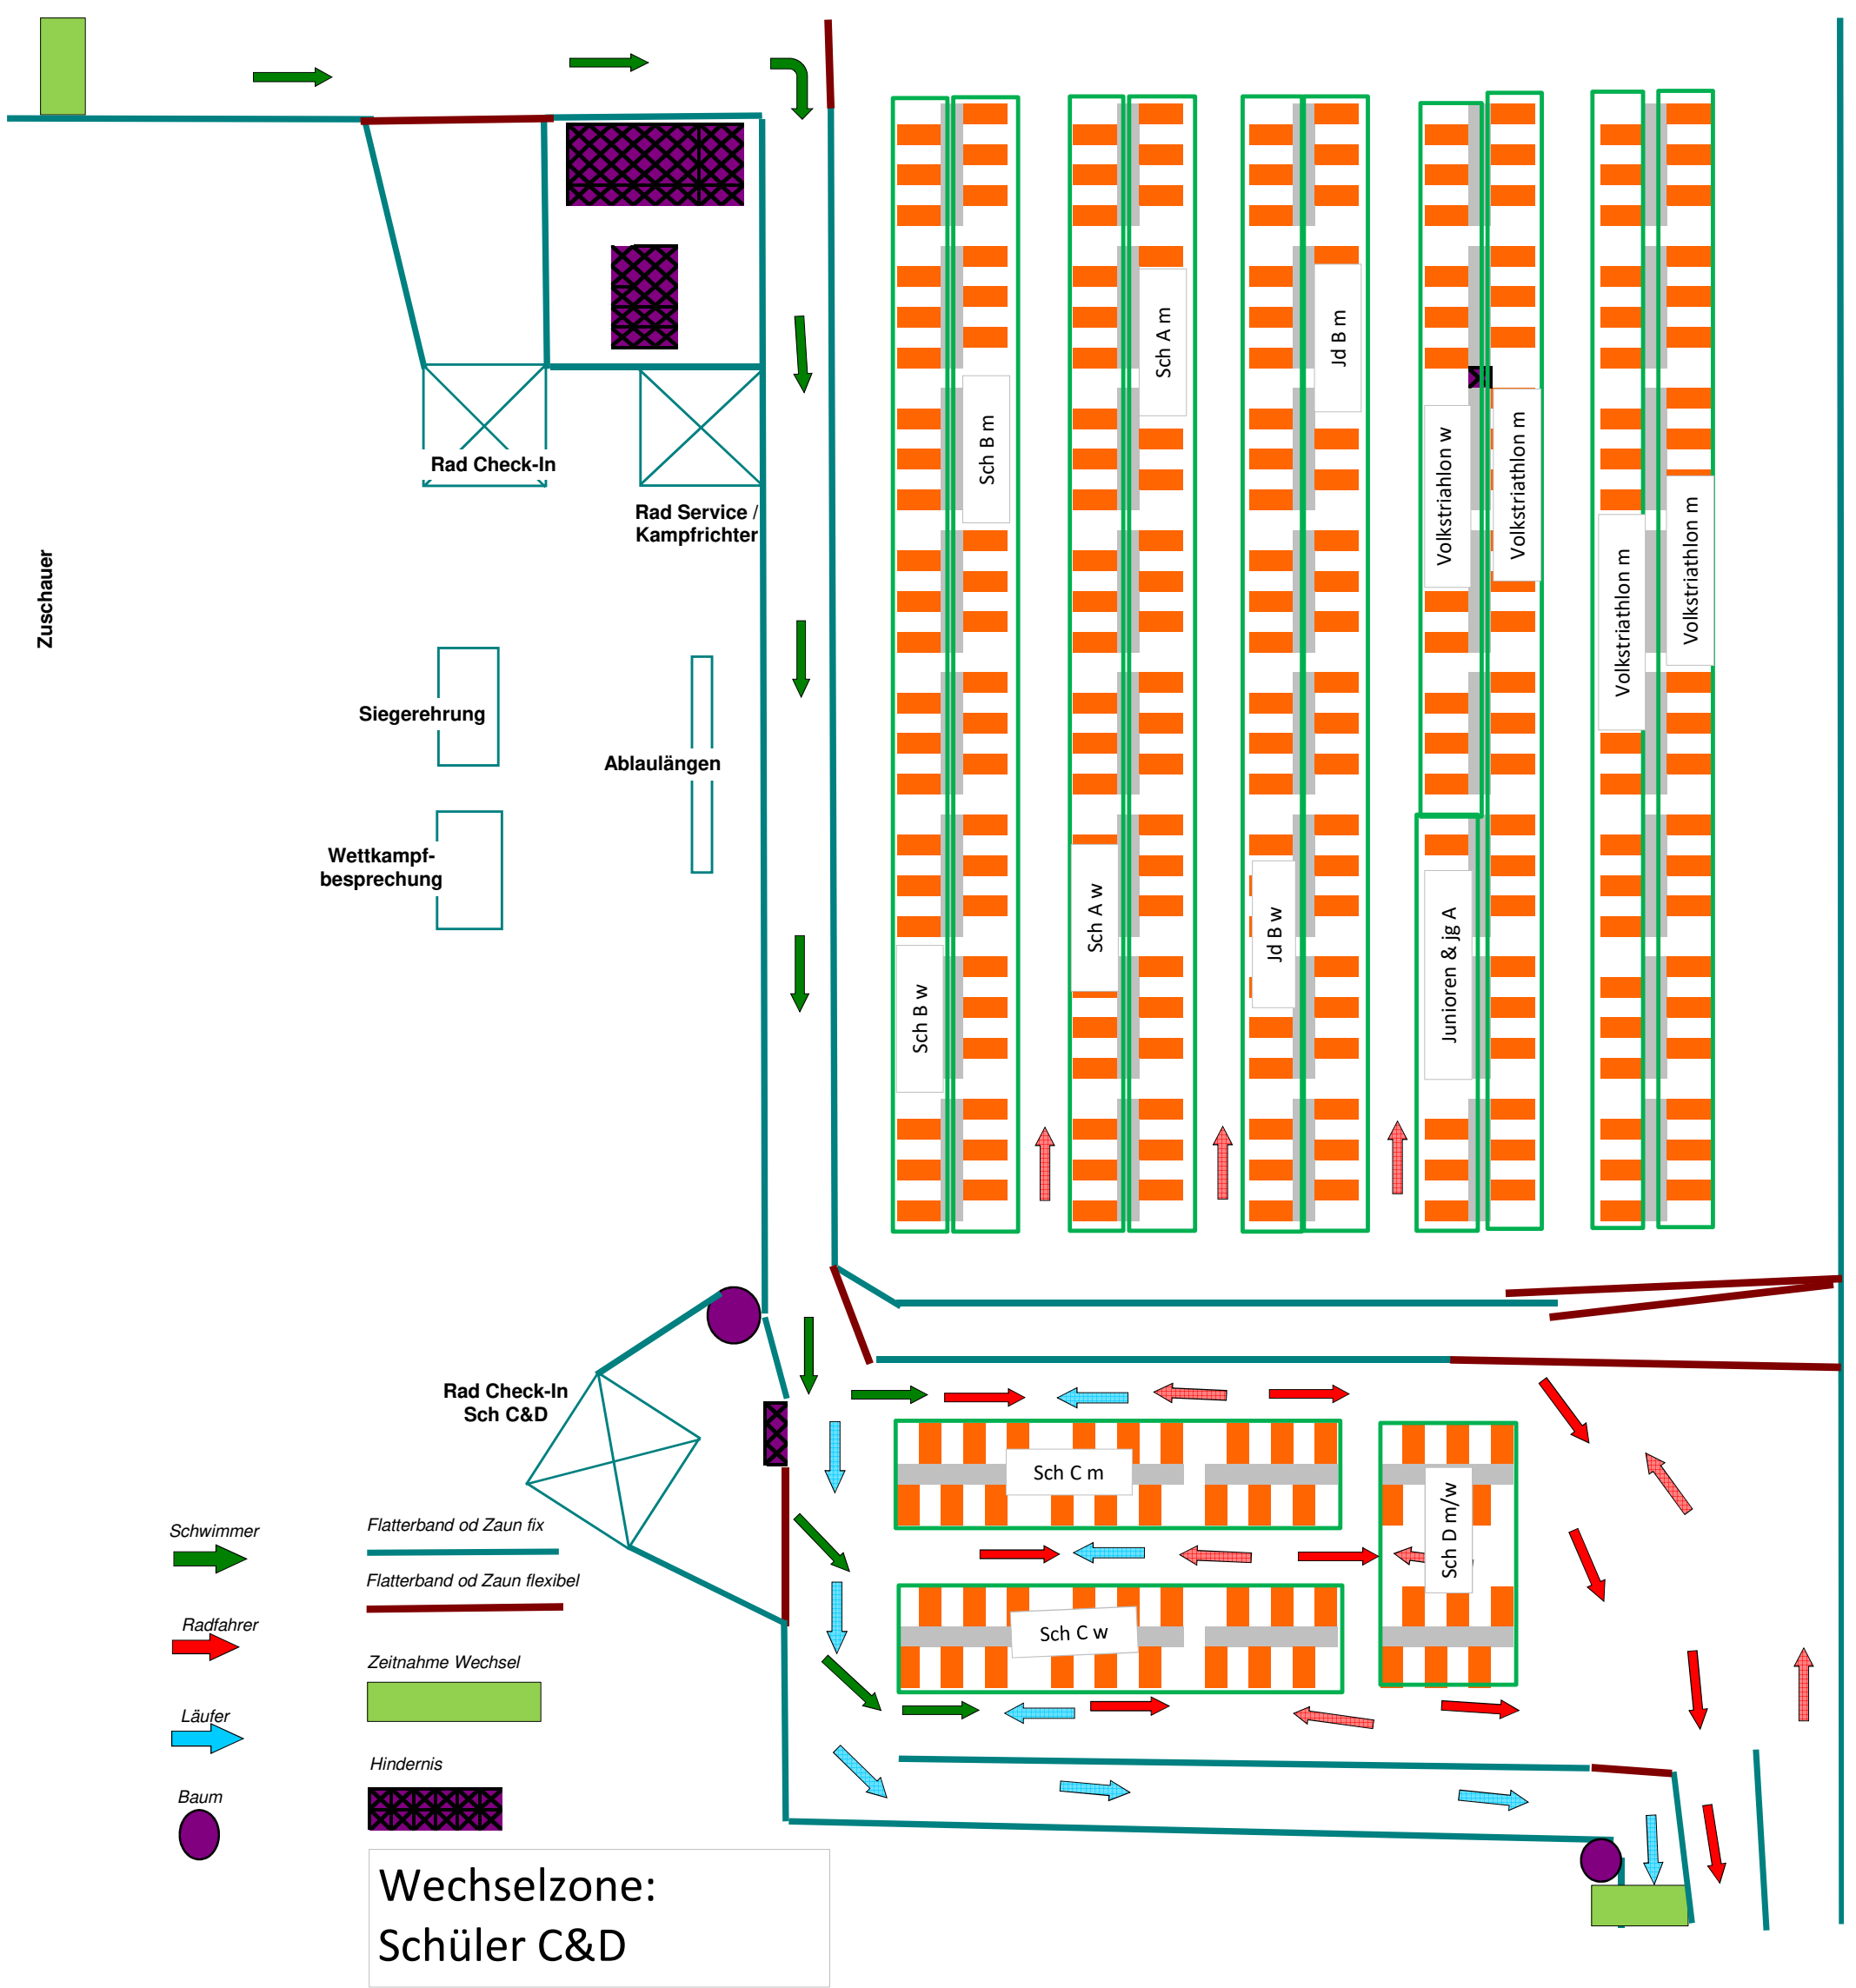 Zuschauer
Rad Check-In
Rad Service /
Kampfrichter
Siegerehrung
Ablaulängen
Wettkampf-
besprechung
Sch B w
Sch B m
Sch A w
Sch A m
Jd B w
Jd B m
Volkstriahlon w
Junioren & jg A
Volkstriathlon m
Volkstriathlon m
Volkstriathlon m
Rad Check-In
Sch C&D
Sch C m
Sch D m/w
Sch C w
Schwimmer
Radfahrer
Läufer
Baum
Flatterband od Zaun fix
Flatterband od Zaun flexibel
Zeitnahme Wechsel
Hindernis
Wechselzone:
Schüler C&D